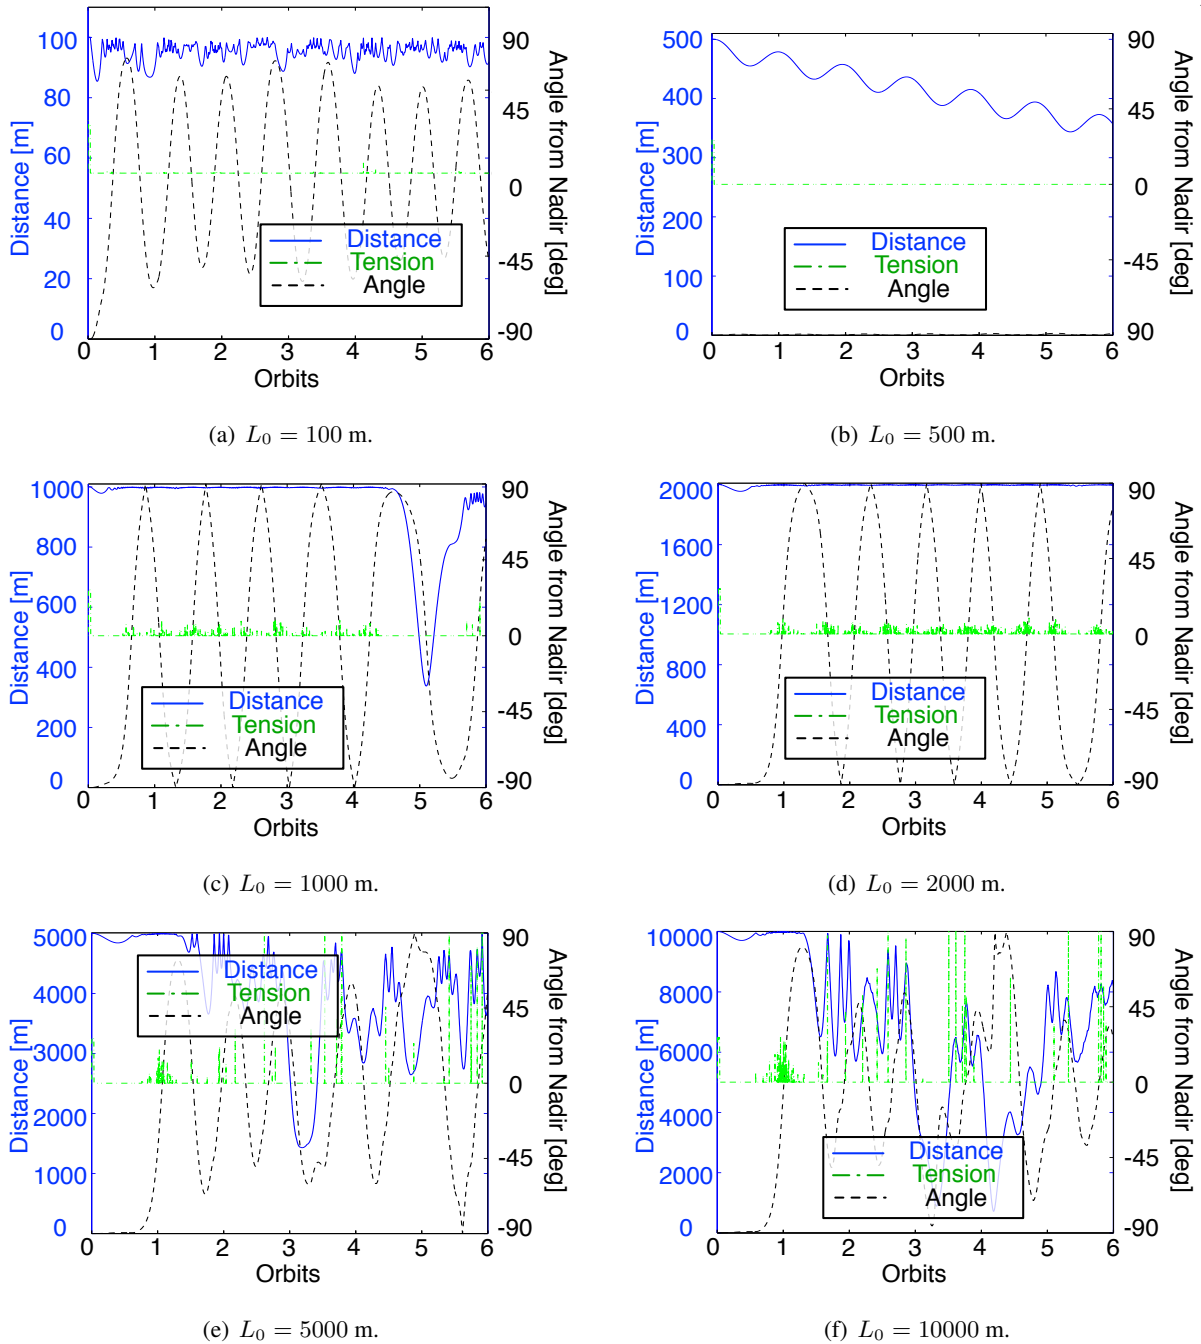 100
80
60
40
20
0
Distance [m]
90
45
0
-45
-90
Angle from Nadir [deg]
Distance
Tension
Angle
0 1 2 3 4 5 6
Orbits
(a) L₀ = 100 m.
500
400
300
200
100
0
Distance [m]
90
45
0
-45
-90
Angle from Nadir [deg]
Distance
Tension
Angle
0 1 2 3 4 5 6
Orbits
(b) L₀ = 500 m.
1000
800
600
400
200
0
Distance [m]
90
45
0
-45
-90
Angle from Nadir [deg]
Distance
Tension
Angle
0 1 2 3 4 5 6
Orbits
(c) L₀ = 1000 m.
2000
1600
1200
800
400
0
Distance [m]
90
45
0
-45
-90
Angle from Nadir [deg]
Distance
Tension
Angle
0 1 2 3 4 5 6
Orbits
(d) L₀ = 2000 m.
5000
4000
3000
2000
1000
0
Distance [m]
90
45
0
-45
-90
Angle from Nadir [deg]
Distance
Tension
Angle
0 1 2 3 4 5 6
Orbits
(e) L₀ = 5000 m.
10000
8000
6000
4000
2000
0
Distance [m]
90
45
0
-45
-90
Angle from Nadir [deg]
Distance
Tension
Angle
0 1 2 3 4 5 6
Orbits
(f) L₀ = 10000 m.